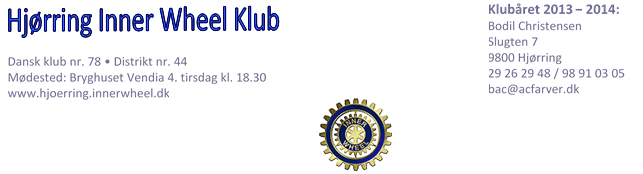 Hjørring Inner Wheel Klub
Dansk klub nr. 78 • Distrikt nr. 44
Mødested: Bryghuset Vendia 4. tirsdag kl. 18.30
www.hjoerring.innerwheel.dk
Klubåret 2013 – 2014:
Bodil Christensen
Slugten 7
9800 Hjørring
29 26 29 48 / 98 91 03 05
bac@acfarver.dk
INNER
WHEEL